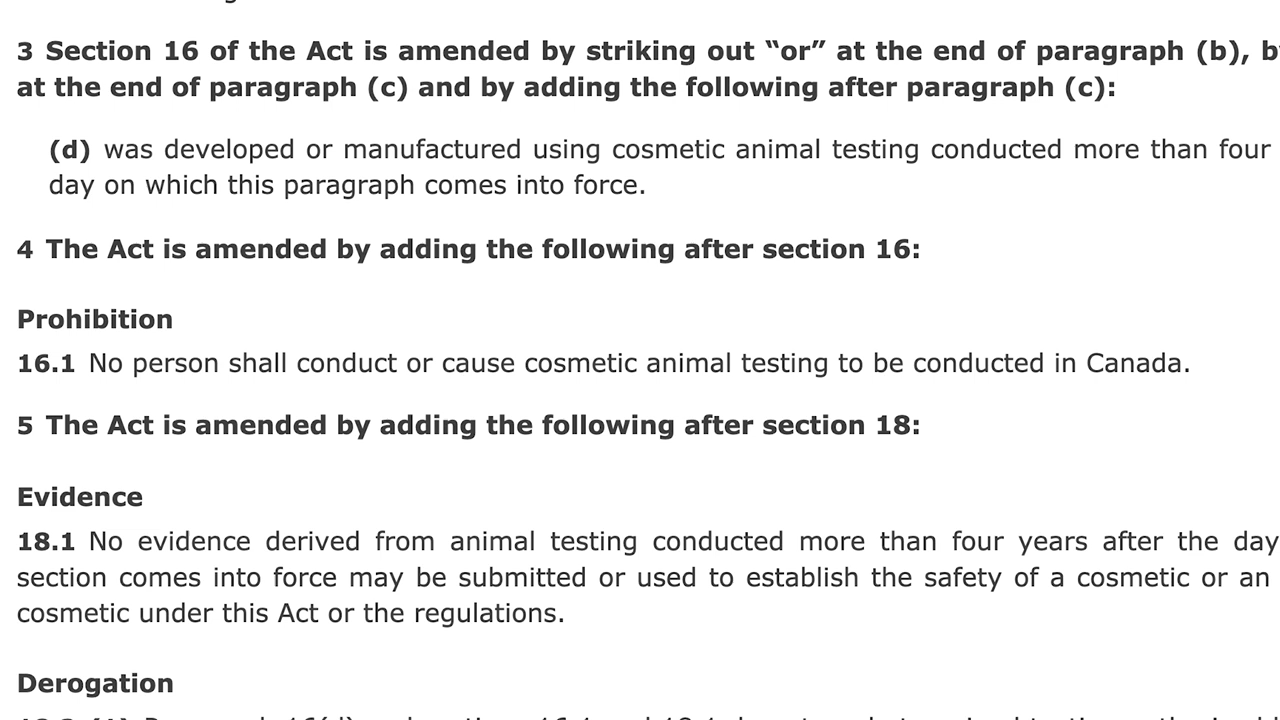 3 Section 16 of the Act is amended by striking out “or” at the end of paragraph (b), by
at the end of paragraph (c) and by adding the following after paragraph (c):
(d) was developed or manufactured using cosmetic animal testing conducted more than four
day on which this paragraph comes into force.
4 The Act is amended by adding the following after section 16:
Prohibition
16.1 No person shall conduct or cause cosmetic animal testing to be conducted in Canada.
5 The Act is amended by adding the following after section 18:
Evidence
18.1 No evidence derived from animal testing conducted more than four years after the day
section comes into force may be submitted or used to establish the safety of a cosmetic or an
cosmetic under this Act or the regulations.
Derogation